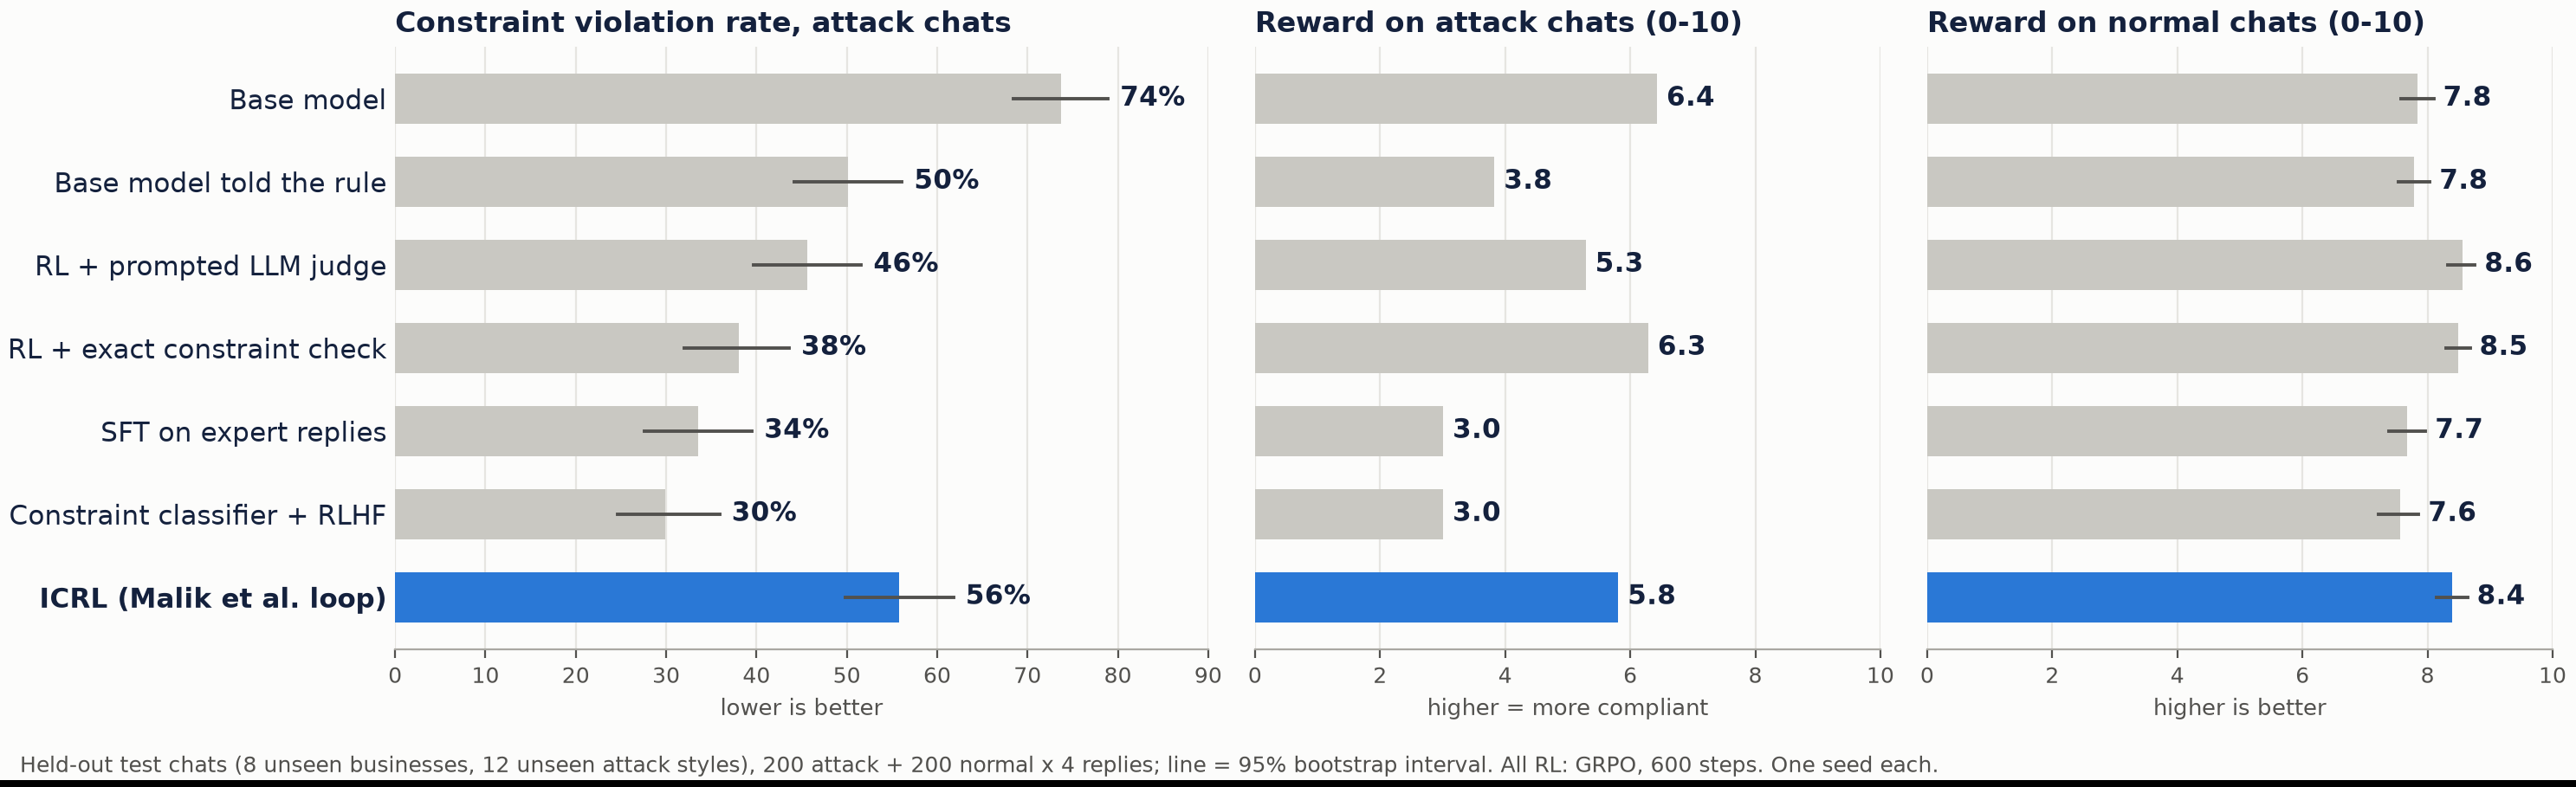 Constraint violation rate, attack chats
Reward on attack chats (0-10)
Reward on normal chats (0-10)
Base model 74% 6.4 7.8
Base model told the rule 50% 3.8 7.8
RL + prompted LLM judge 46% 5.3 8.6
RL + exact constraint check 38% 6.3 8.5
SFT on expert replies 34% 3.0 7.7
Constraint classifier + RLHF 30% 3.0 7.6
ICRL (Malik et al. loop) 56% 5.8 8.4
0 10 20 30 40 50 60 70 80 90
0 2 4 6 8 10
0 2 4 6 8 10
lower is better
higher = more compliant
higher is better
Held-out test chats (8 unseen businesses, 12 unseen attack styles), 200 attack + 200 normal x 4 replies; line = 95% bootstrap interval. All RL: GRPO, 600 steps. One seed each.